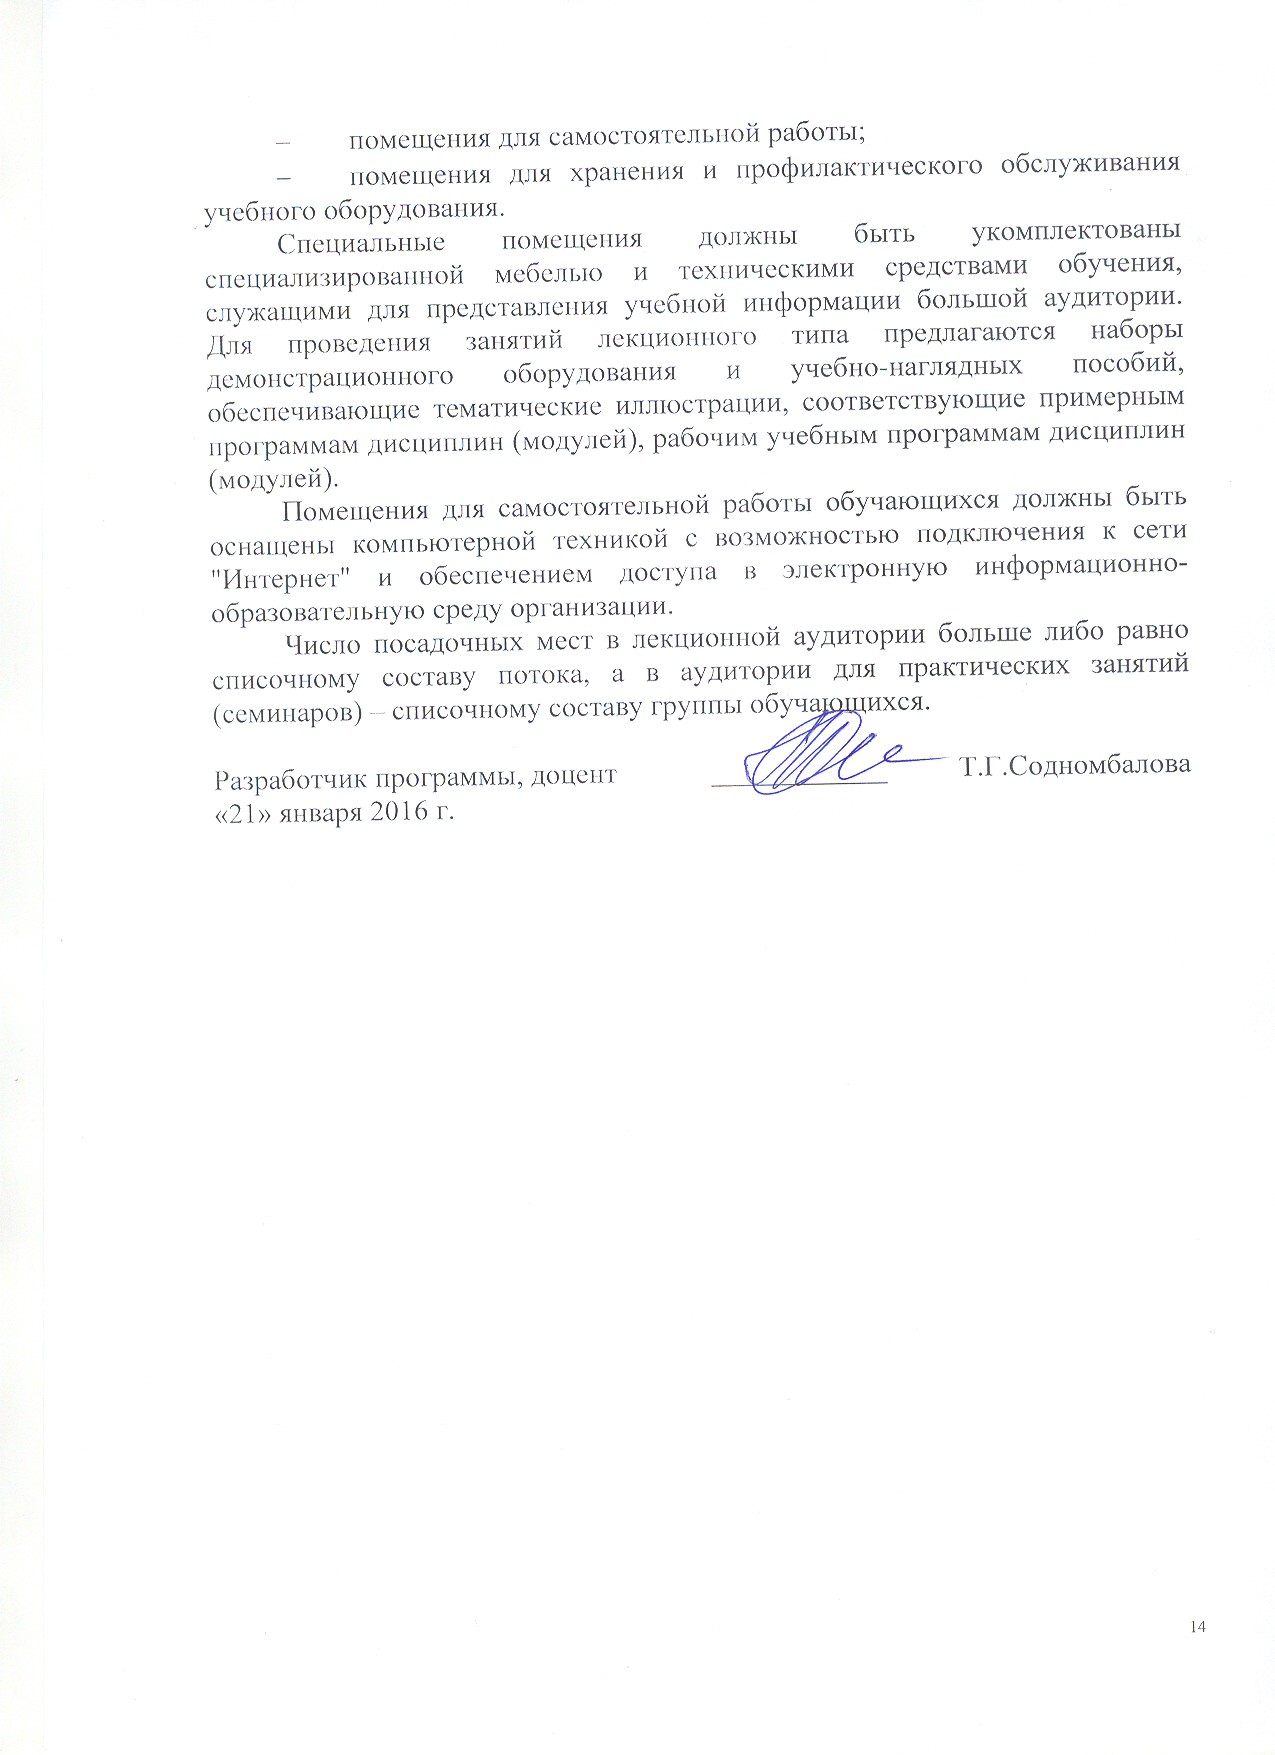 – помещения для самостоятельной работы;
– помещения для хранения и профилактического обслуживания
учебного оборудования.
Специальные помещения должны быть укомплектованы
специализированной мебелью и техническими средствами обучения,
служащими для представления учебной информации большой аудитории.
Для проведения занятий лекционного типа предлагаются наборы
демонстрационного оборудования и учебно-наглядных пособий,
обеспечивающие тематические иллюстрации, соответствующие примерным
программам дисциплин (модулей), рабочим учебным программам дисциплин
(модулей).
Помещения для самостоятельной работы обучающихся должны быть
оснащены компьютерной техникой с возможностью подключения к сети
"Интернет" и обеспечением доступа в электронную информационно-
образовательную среду организации.
Число посадочных мест в лекционной аудитории больше либо равно
списочному составу потока, а в аудитории для практических занятий
(семинаров) – списочному составу группы обучающихся.
Разработчик программы, доцент Т.Г.Содномбалова
«21» января 2016 г.
14